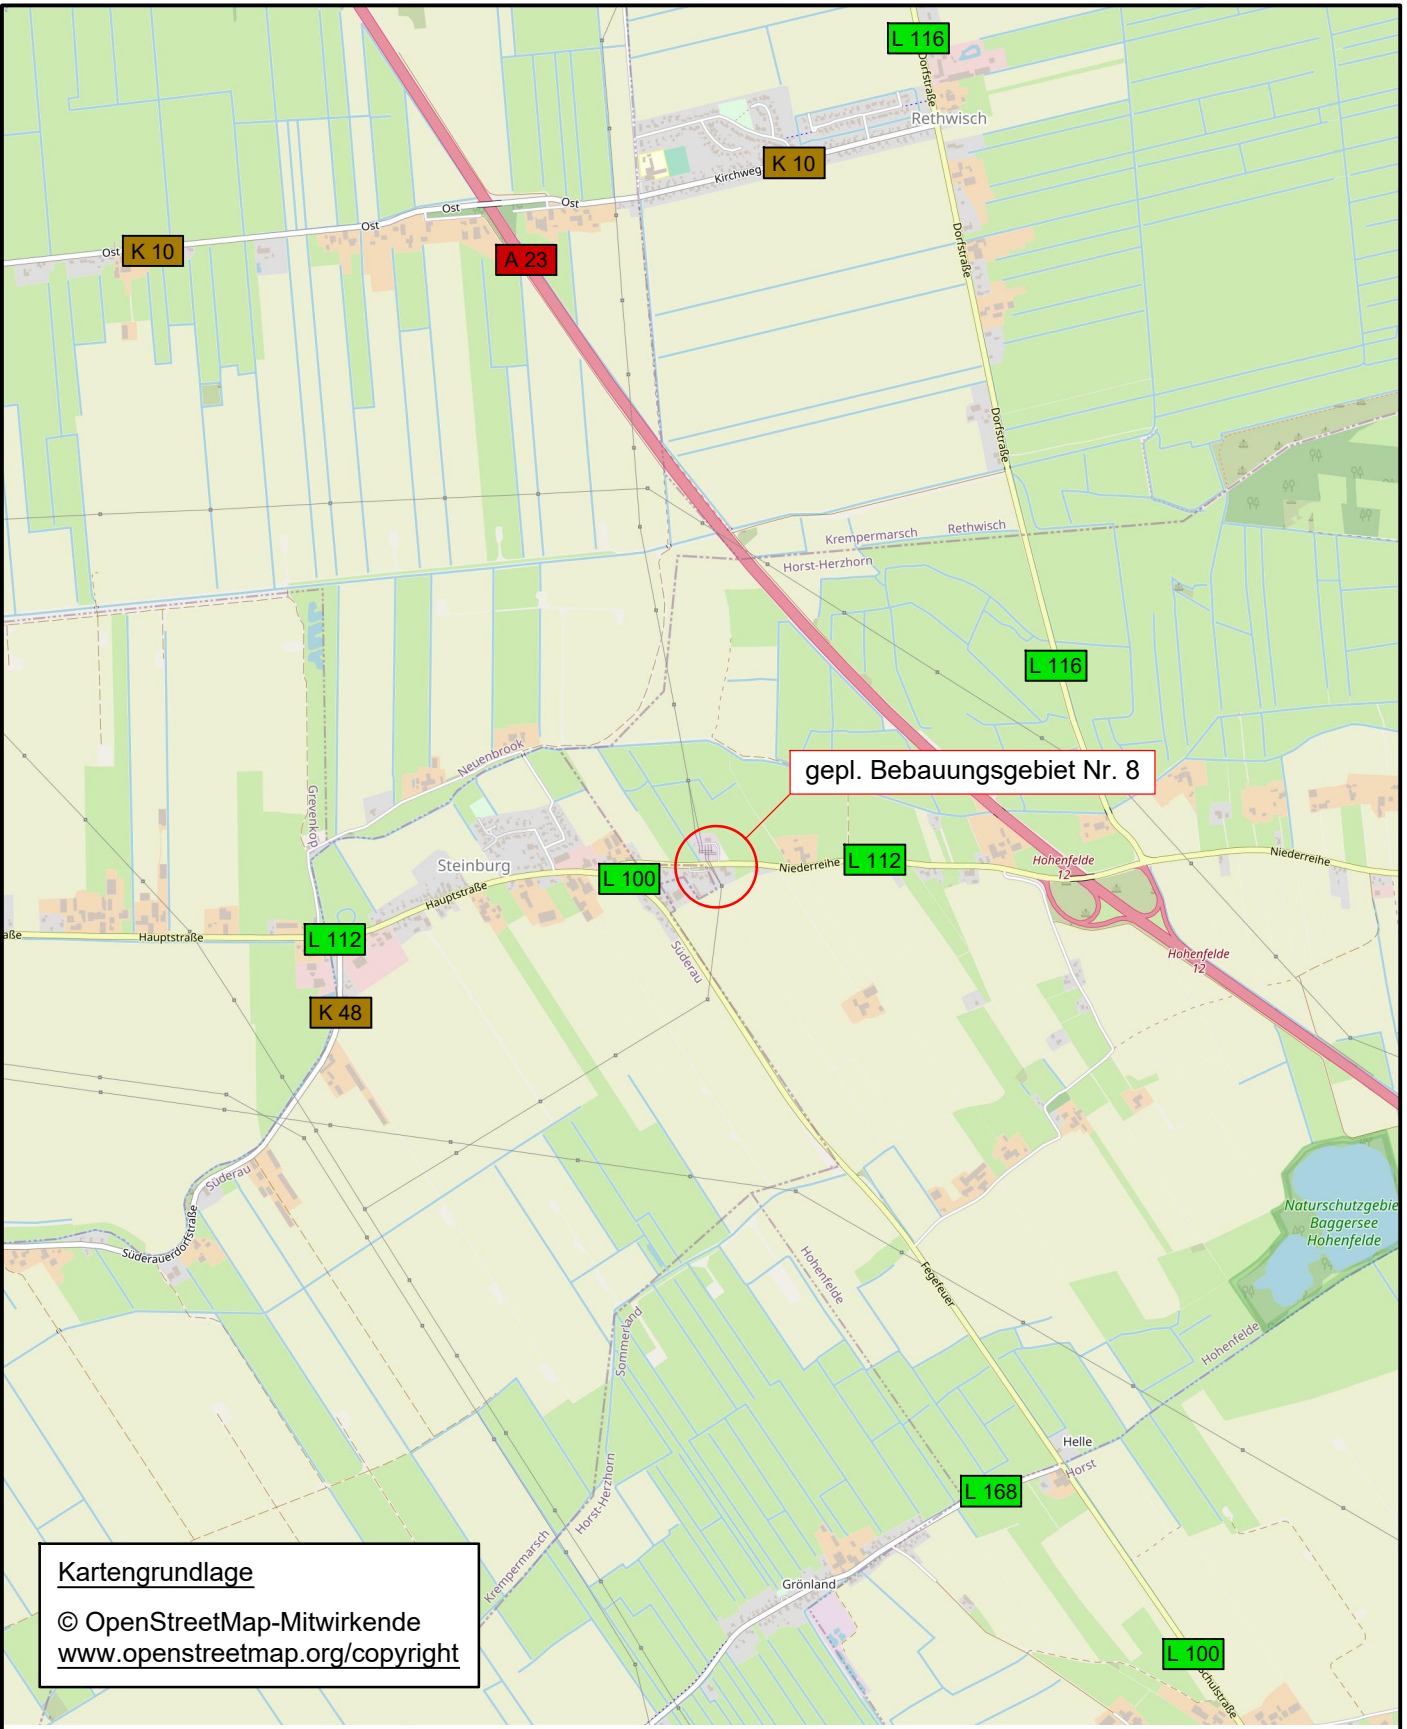 L 116
Dorfstraße
Rethwisch
K 10
Kirchweg
Ost
Ost
Ost
Ost
K 10
A 23
Dorfstraße
Dorfstraße
Krempermarsch
Rethwisch
Horst-Herzhorn
L 116
Neuenbrook
gepl. Bebauungsgebiet Nr. 8
Grevenkop
Steinburg
Hauptstraße
L 100
Niederreihe
L 112
Hohenfelde
12
Niederreihe
aße
Hauptstraße
L 112
Süderau
Hohenfelde
12
K 48
Süderau
Süderauerdorfstraße
Naturschutzgebie
Baggersee
Hohenfelde
Hohenfelde
Fegefeuer
Sommerland
Hohenfelde
Helle
Horst
L 168
Horst-Herzhorn
Krempermarsch
Grönland
L 100
Schulstraße
Kartengrundlage
© OpenStreetMap-Mitwirkende
www.openstreetmap.org/copyright